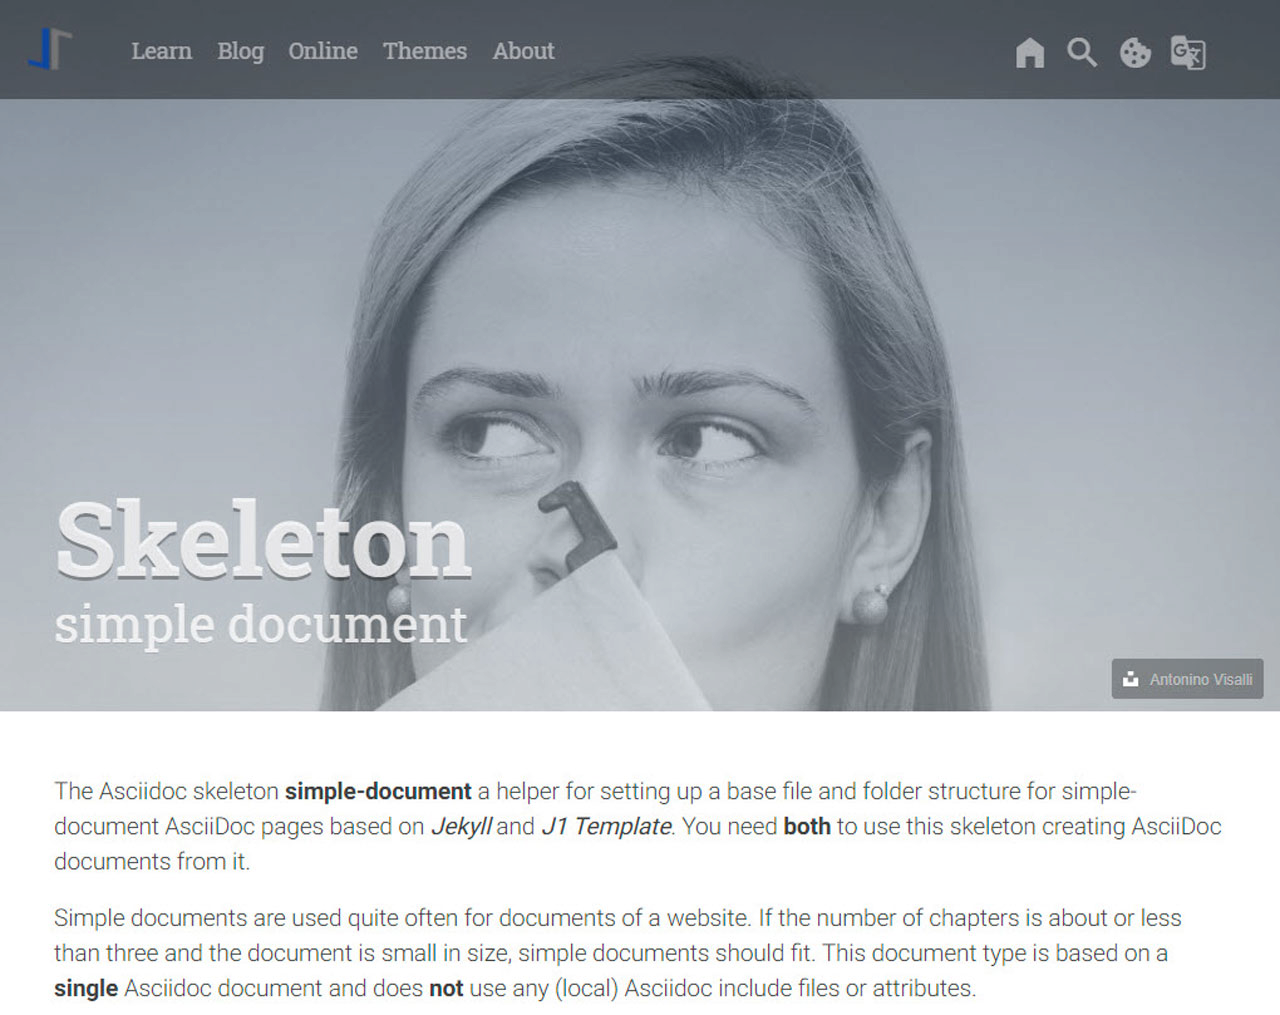 Learn Blog Online Themes About
Skeleton
simple document
Antonino Visalli
The Asciidoc skeleton simple-document a helper for setting up a base file and folder structure for simple-
document AsciiDoc pages based on Jekyll and J1 Template. You need both to use this skeleton creating AsciiDoc
documents from it.
Simple documents are used quite often for documents of a website. If the number of chapters is about or less
than three and the document is small in size, simple documents should fit. This document type is based on a
single Asciidoc document and does not use any (local) Asciidoc include files or attributes.